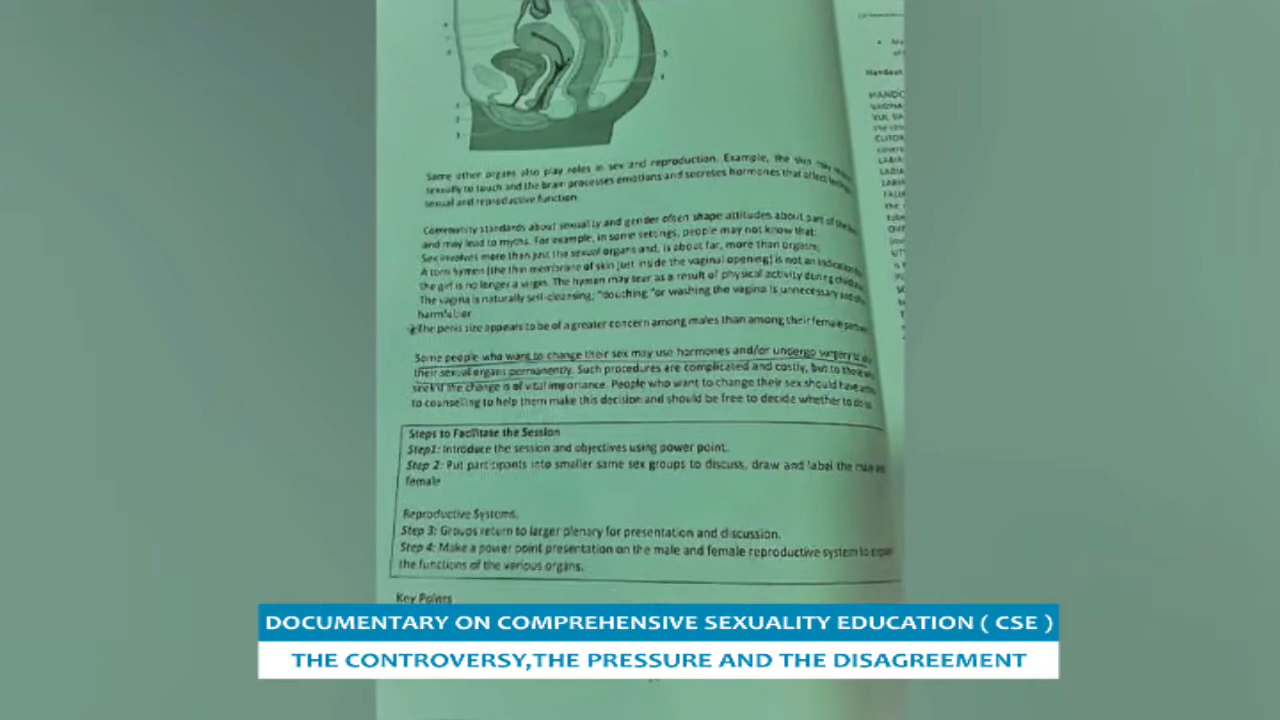 Some other organs also play roles in sex and reproduction. Example, the skin may
sexually to touch and the brain processes emotions and secretes hormones that affect
sexual and reproductive function.
Community standards about sexuality and gender often shape attitudes about part of the
and may lead to myths. For example, in some settings, people may not know that:
Sex involves more than just the sexual organs and, is about far, more than orgasm;
A torn hymen (the thin membrane of skin just inside the vaginal opening) is not an
the girl is no longer a virgin. The hymen may tear as a result of physical activity during
The vagina is naturally self-cleansing; "douching "or washing the vagina is unnecessary and
harmful or
The penis size appears to be of a greater concern among males than among their female
Some people who want to change their sex may use hormones and/or undergo surgery to
their sexual organs permanently. Such procedures are complicated and costly, but to those
seek it the change is of vital importance. People who want to change their sex should have
to counselling to help them make this decision and should be free to decide whether to do
Steps to Facilitate the Session
Step1: Introduce the session and objectives using power point.
Step 2: Put participants into smaller same sex groups to discuss, draw and label the male
female
Reproductive Systems.
Step 3: Groups return to larger plenary for presentation and discussion.
Step 4: Make a power point presentation on the male and female reproductive system to
the functions of the various organs.
Key Points
DOCUMENTARY ON COMPREHENSIVE SEXUALITY EDUCATION ( CSE )
THE CONTROVERSY,THE PRESSURE AND THE DISAGREEMENT